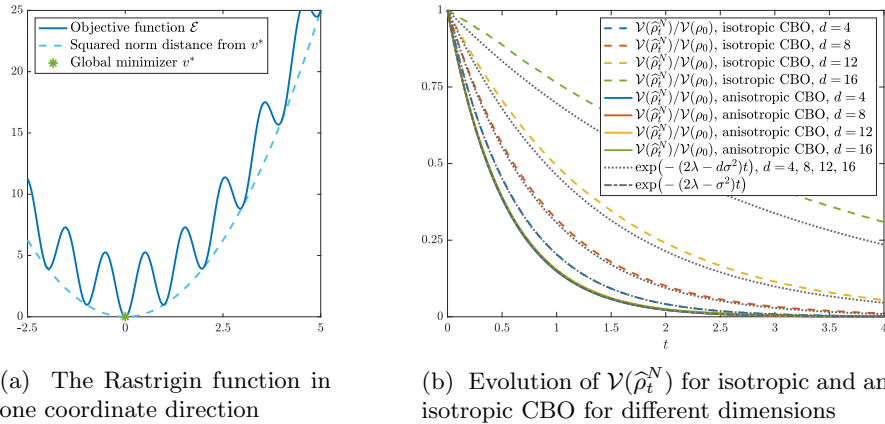 25
20
15
10
5
0
-2.5
0
2.5
5
Objective function ℰ
Squared norm distance from v*
Global minimizer v*
1
0.75
0.5
0.25
0
0
0.5
1
1.5
2
2.5
3
3.5
4
t
𝒱(ρ̂ₜᴺ)/𝒱(ρ₀), isotropic CBO, d = 4
𝒱(ρ̂ₜᴺ)/𝒱(ρ₀), isotropic CBO, d = 8
𝒱(ρ̂ₜᴺ)/𝒱(ρ₀), isotropic CBO, d = 12
𝒱(ρ̂ₜᴺ)/𝒱(ρ₀), isotropic CBO, d = 16
𝒱(ρ̂ₜᴺ)/𝒱(ρ₀), anisotropic CBO, d = 4
𝒱(ρ̂ₜᴺ)/𝒱(ρ₀), anisotropic CBO, d = 8
𝒱(ρ̂ₜᴺ)/𝒱(ρ₀), anisotropic CBO, d = 12
𝒱(ρ̂ₜᴺ)/𝒱(ρ₀), anisotropic CBO, d = 16
exp(−(2λ − dσ²)t), d = 4, 8, 12, 16
exp(−(2λ − σ²)t)
(a) The Rastrigin function in
one coordinate direction
(b) Evolution of 𝒱(ρ̂ₜᴺ) for isotropic and an
isotropic CBO for different dimensions